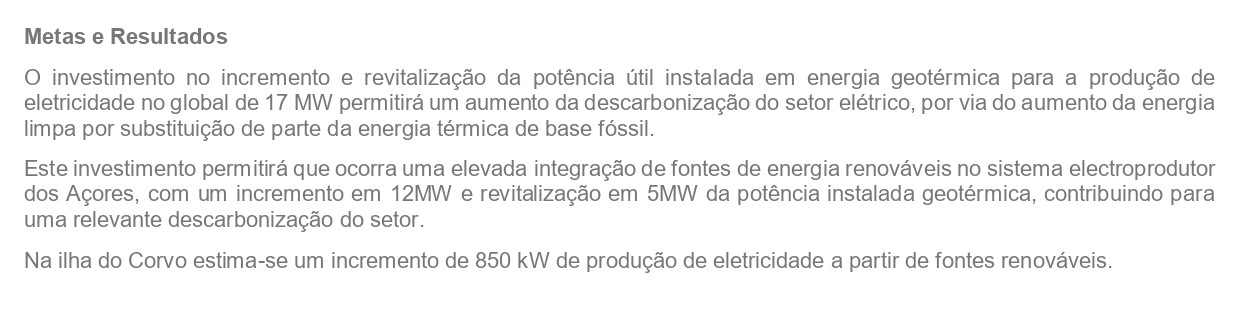 Metas e Resultados
O investimento no incremento e revitalização da potência útil instalada em energia geotérmica para a produção de
eletricidade no global de 17 MW permitirá um aumento da descarbonização do setor elétrico, por via do aumento da energia
limpa por substituição de parte da energia térmica de base fóssil.
Este investimento permitirá que ocorra uma elevada integração de fontes de energia renováveis no sistema electroprodutor
dos Açores, com um incremento em 12MW e revitalização em 5MW da potência instalada geotérmica, contribuindo para
uma relevante descarbonização do setor.
Na ilha do Corvo estima-se um incremento de 850 kW de produção de eletricidade a partir de fontes renováveis.